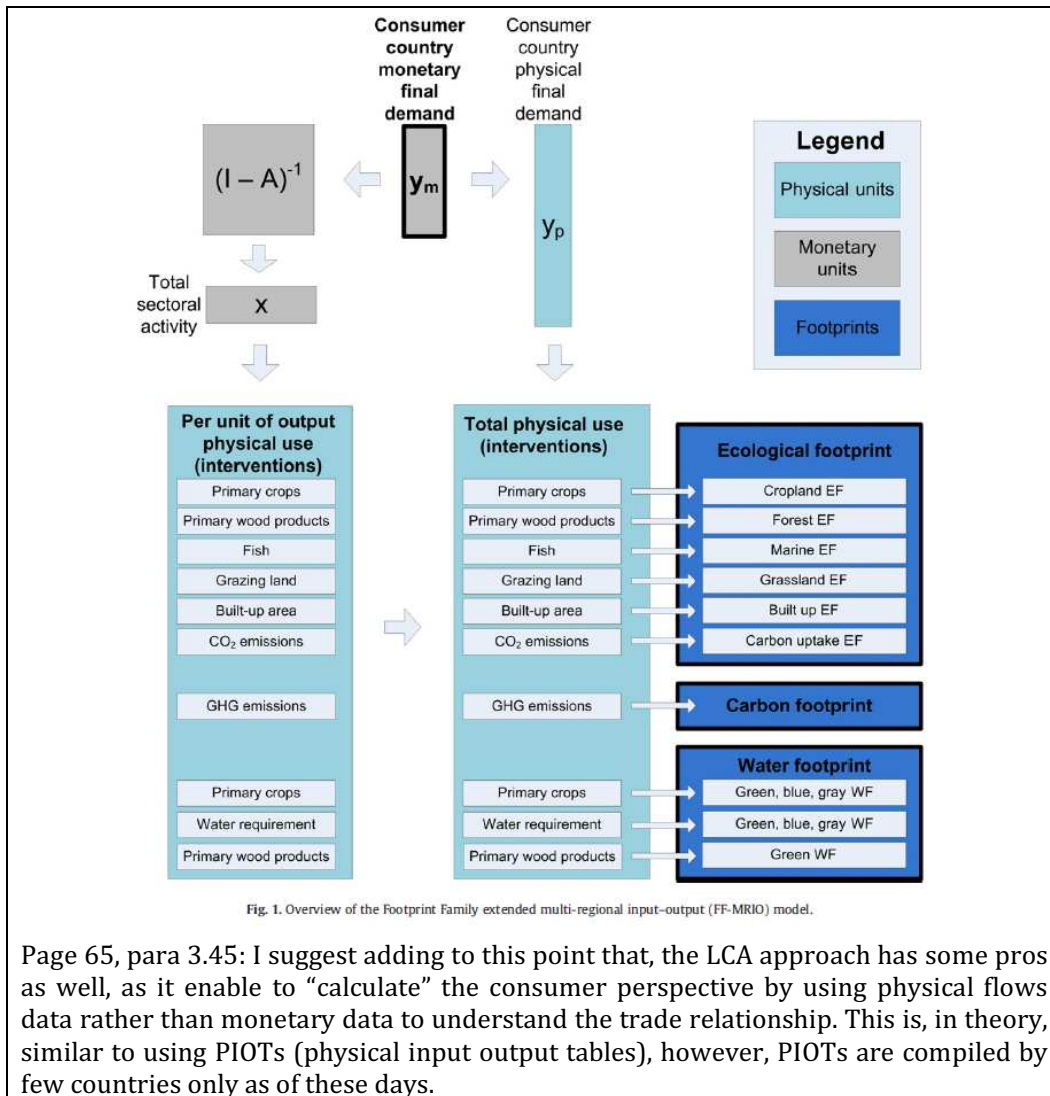 Consumer
country
monetary
final
demand
Consumer
country
physical
final
demand
(I – A)-1
ym
yp
Total
sectoral
activity
x
Legend
Physical units
Monetary
units
Footprints
Per unit of output
physical use
(interventions)
Primary crops
Primary wood products
Fish
Grazing land
Built-up area
CO2 emissions
GHG emissions
Primary crops
Water requirement
Primary wood products
Total physical use
(interventions)
Primary crops
Primary wood products
Fish
Grazing land
Built-up area
CO2 emissions
GHG emissions
Primary crops
Water requirement
Primary wood products
Ecological footprint
Cropland EF
Forest EF
Marine EF
Grassland EF
Built up EF
Carbon uptake EF
Carbon footprint
Water footprint
Green, blue, gray WF
Green, blue, gray WF
Green WF
Fig. 1. Overview of the Footprint Family extended multi-regional input–output (FF-MRIO) model.
Page 65, para 3.45: I suggest adding to this point that, the LCA approach has some pros
as well, as it enable to “calculate” the consumer perspective by using physical flows
data rather than monetary data to understand the trade relationship. This is, in theory,
similar to using PIOTs (physical input output tables), however, PIOTs are compiled by
few countries only as of these days.